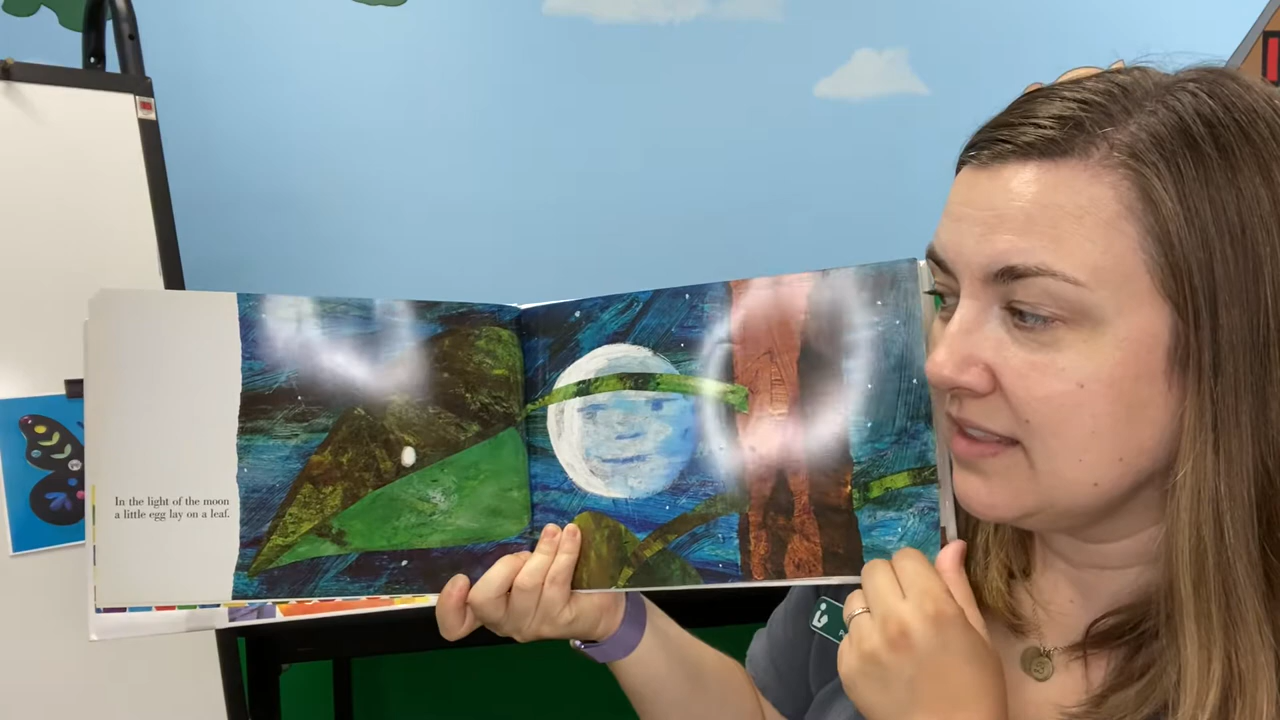 In the light of the moon
a little egg lay on a leaf.